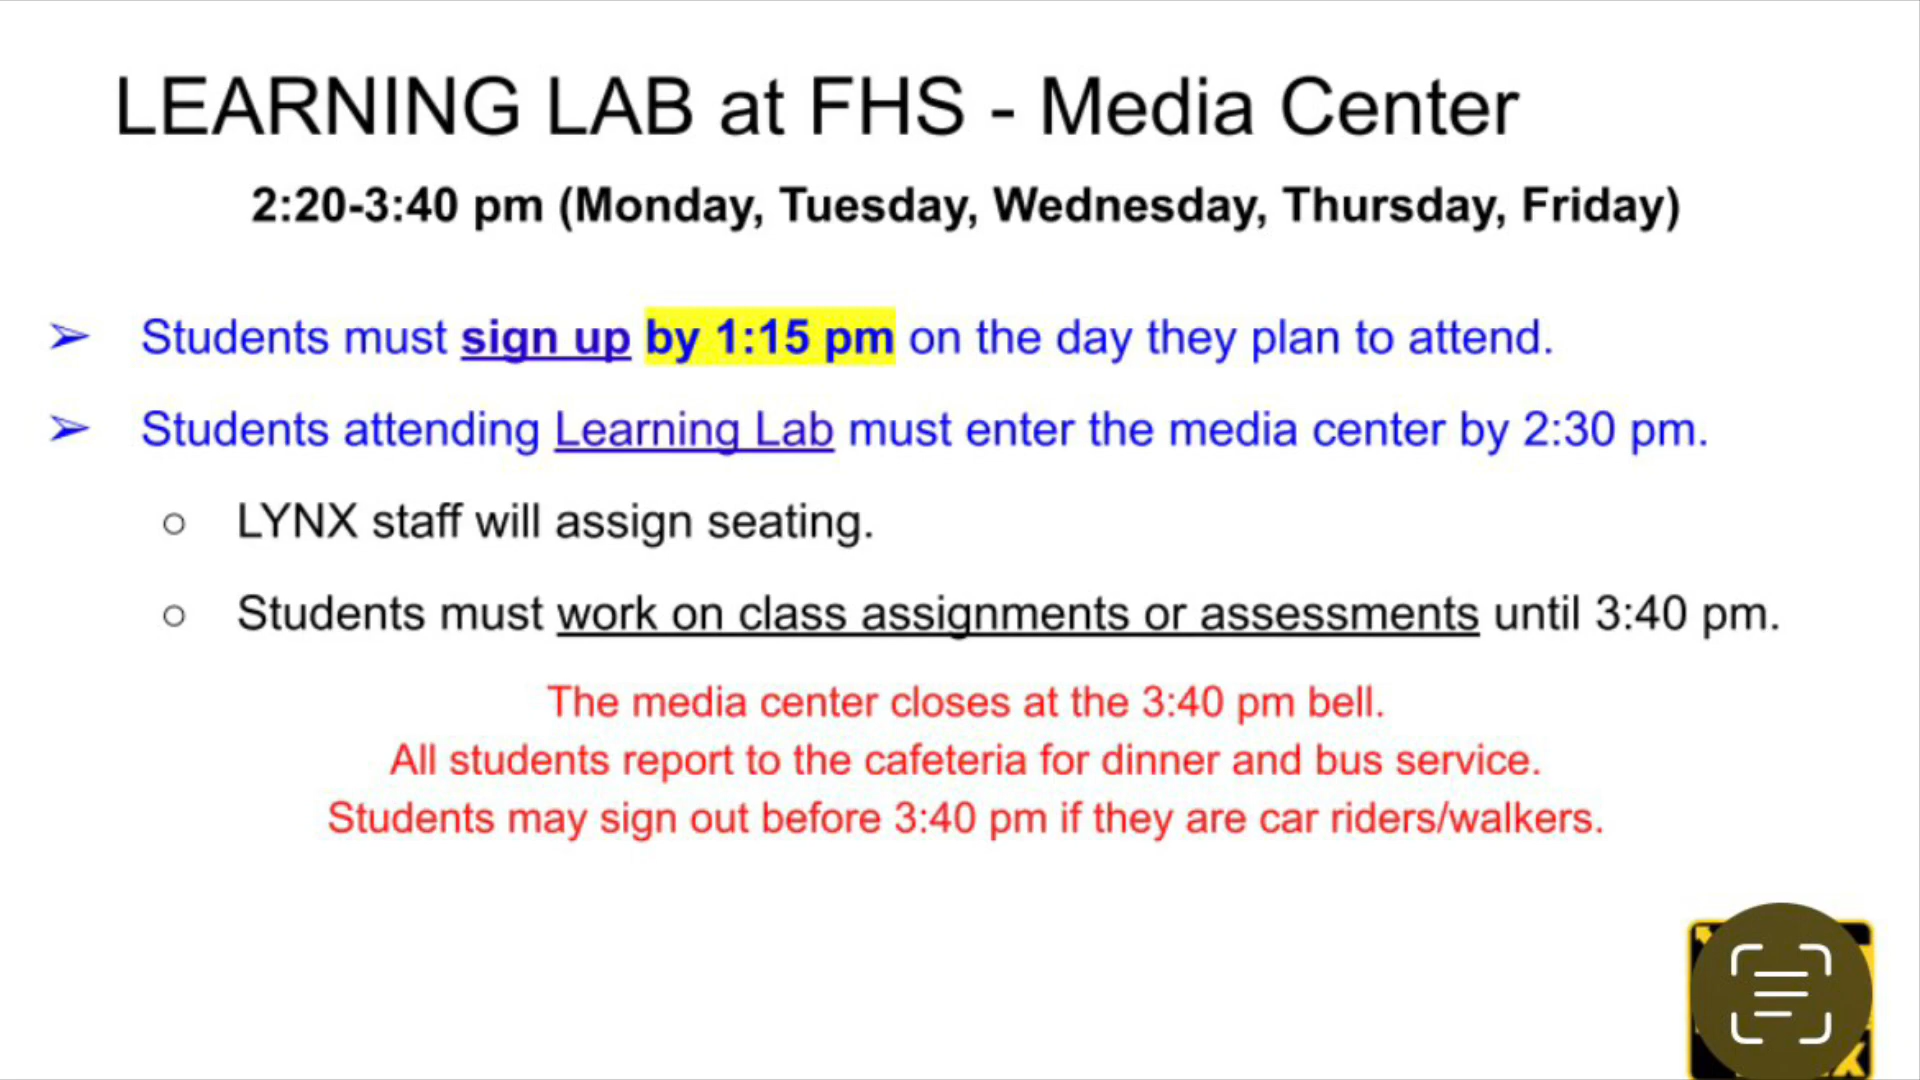 LEARNING LAB at FHS - Media Center
2:20-3:40 pm (Monday, Tuesday, Wednesday, Thursday, Friday)
➢ Students must sign up by 1:15 pm on the day they plan to attend.
➢ Students attending Learning Lab must enter the media center by 2:30 pm.
○ LYNX staff will assign seating.
○ Students must work on class assignments or assessments until 3:40 pm.
The media center closes at the 3:40 pm bell.
All students report to the cafeteria for dinner and bus service.
Students may sign out before 3:40 pm if they are car riders/walkers.